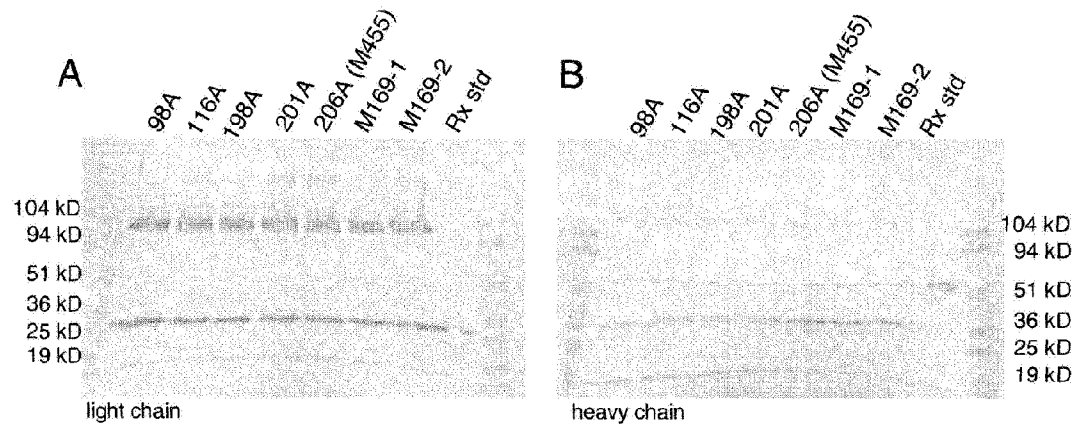 A
98A
116A
198A
201A
206A (M455)
M169-1
M169-2
Rx std
104 kD
94 kD
51 kD
36 kD
25 kD
19 kD
light chain
B
98A
116A
198A
201A
206A (M455)
M169-1
M169-2
Rx std
104 kD
94 kD
51 kD
36 kD
25 kD
19 kD
heavy chain